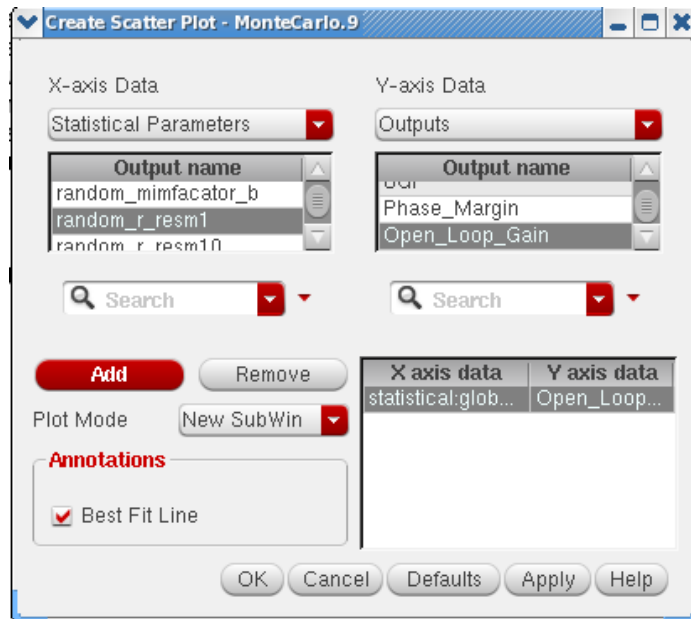 Create Scatter Plot - MonteCarlo.9
X-axis Data
Y-axis Data
Statistical Parameters
Outputs
Output name
Output name
random_mimfacator_b
random_r_resm1
random_r_resm10
Phase_Margin
Open_Loop_Gain
Search
Search
Add
Remove
X axis data
Y axis data
statistical:glob...
Open_Loop...
Plot Mode
New SubWin
Annotations
Best Fit Line
OK
Cancel
Defaults
Apply
Help